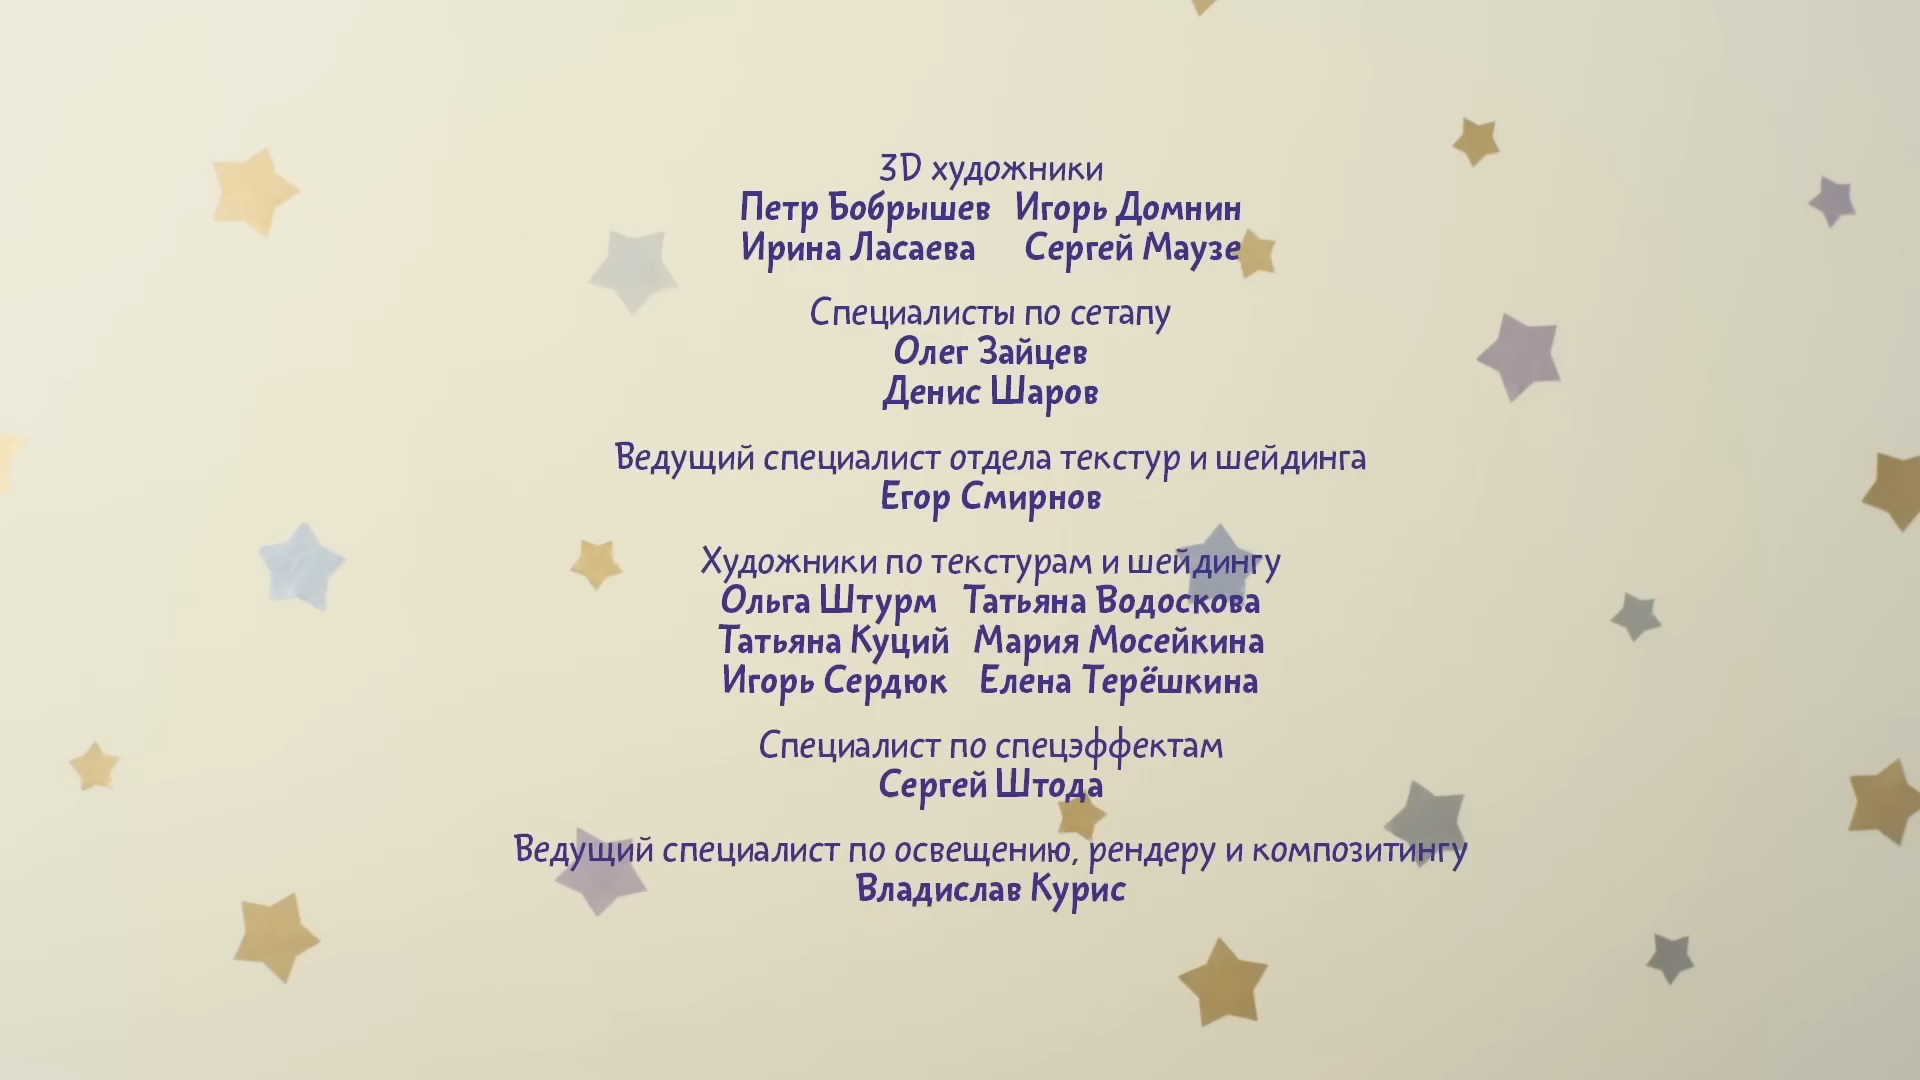 3D художники
Петр Бобрышев Игорь Домнин
Ирина Ласаева Сергей Маузе
Специалисты по сетапу
Олег Зайцев
Денис Шаров
Ведущий специалист отдела текстур и шейдинга
Егор Смирнов
Художники по текстурам и шейдингу
Ольга Штурм Татьяна Водоскова
Татьяна Куций Мария Мосейкина
Игорь Сердюк Елена Терёшкина
Специалист по спецэффектам
Сергей Штода
Ведущий специалист по освещению, рендеру и композитингу
Владислав Курис